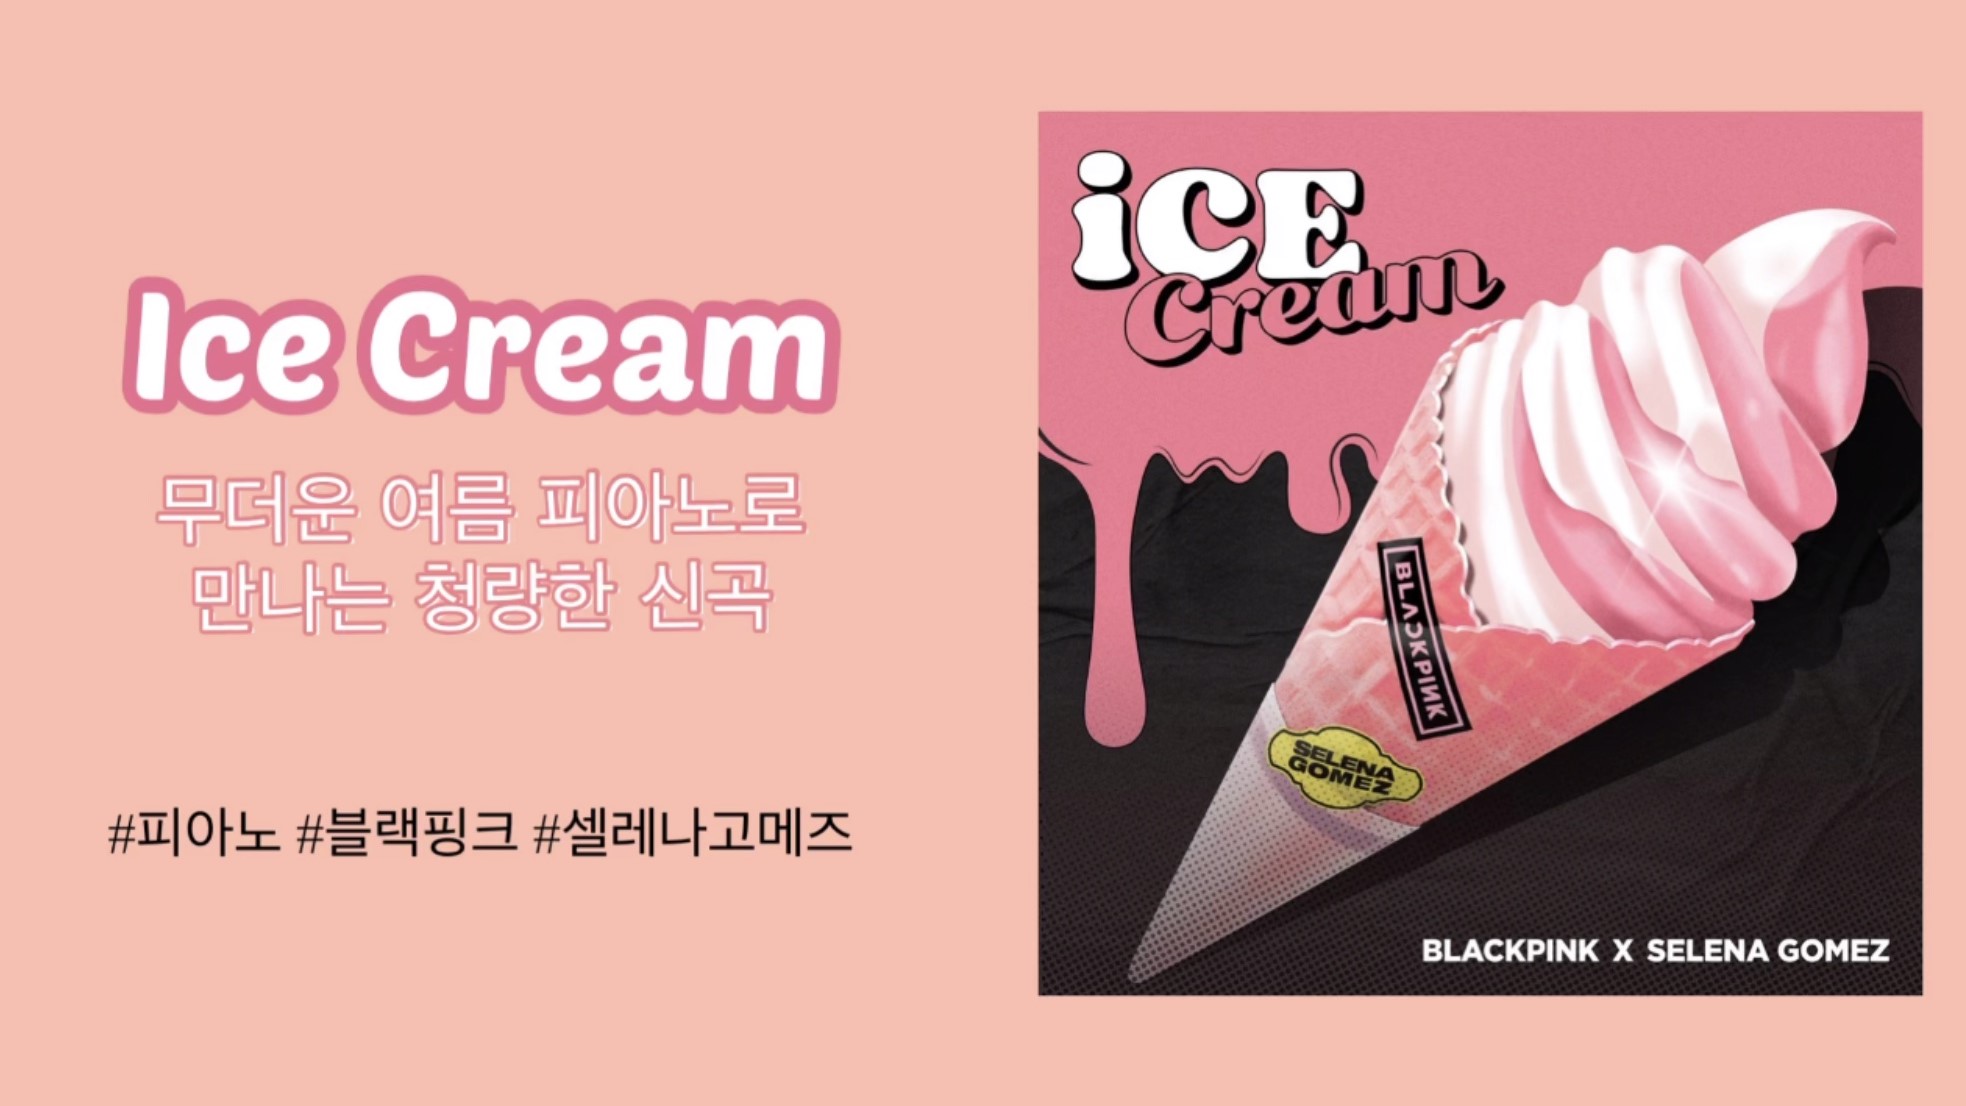 Ice Cream
무더운 여름 피아노로
만나는 청량한 신곡
#피아노 #블랙핑크 #셀레나고메즈
iCE
Cream
BLΛƆKPIИK
SELENA
GOMEZ
BLACKPINK X SELENA GOMEZ